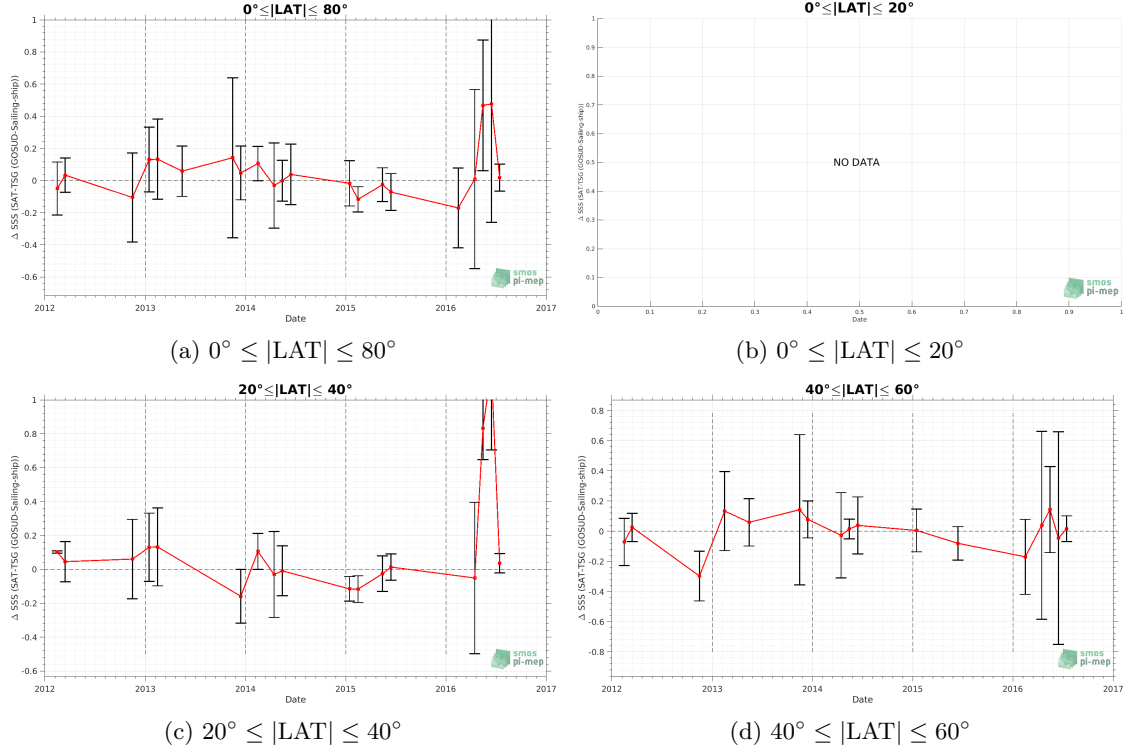 0°≤|LAT|≤ 80°
1
0.8
0.6
0.4
0.2
0
-0.2
-0.4
-0.6
Δ SSS (SAT-TSG (GOSUD-Sailing-ship))
2012 2013 2014 2015 2016 2017
Date
smos
pi-mep
(a) 0° ≤ |LAT| ≤ 80°
0°≤|LAT|≤ 20°
1
0.9
0.8
0.7
0.6
0.5
0.4
0.3
0.2
0.1
0
Δ SSS (SAT-TSG (GOSUD-Sailing-ship))
NO DATA
0 0.1 0.2 0.3 0.4 0.5 0.6 0.7 0.8 0.9 1
Date
smos
pi-mep
(b) 0° ≤ |LAT| ≤ 20°
20°≤|LAT|≤ 40°
1
0.8
0.6
0.4
0.2
0
-0.2
-0.4
-0.6
Δ SSS (SAT-TSG (GOSUD-Sailing-ship))
2012 2013 2014 2015 2016 2017
Date
smos
pi-mep
(c) 20° ≤ |LAT| ≤ 40°
40°≤|LAT|≤ 60°
0.8
0.6
0.4
0.2
0
-0.2
-0.4
-0.6
-0.8
Δ SSS (SAT-TSG (GOSUD-Sailing-ship))
2012 2013 2014 2015 2016 2017
Date
smos
pi-mep
(d) 40° ≤ |LAT| ≤ 60°